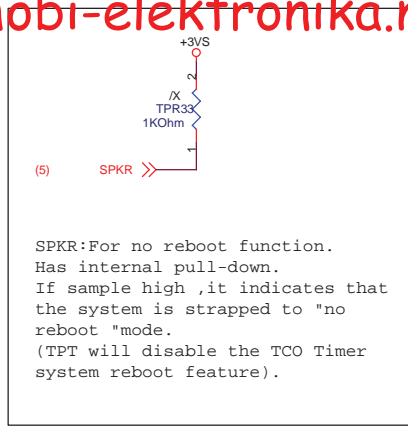 mobi-elektronika.r
+3VS
2
/X
TPR33
1KOhm
1
(5) SPKR
SPKR:For no reboot function.
Has internal pull-down.
If sample high ,it indicates that
the system is strapped to "no
reboot "mode.
(TPT will disable the TCO Timer
system reboot feature).